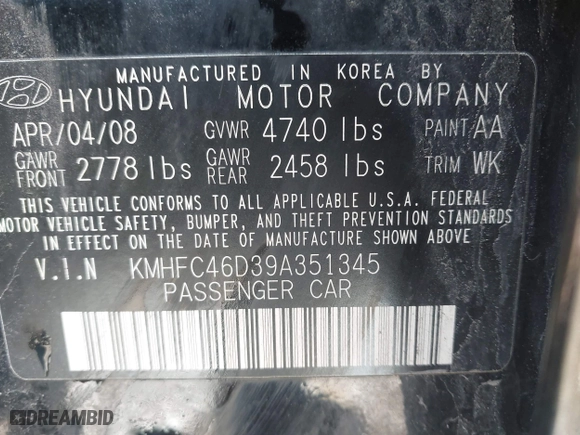 MANUFACTURED IN KOREA BY
HYUNDAI MOTOR COMPANY
APR/04/08 GVWR 4740 lbs PAINT AA
GAWR FRONT 2778 lbs GAWR REAR 2458 lbs TRIM WK
THIS VEHICLE CONFORMS TO ALL APPLICABLE U.S.A. FEDERAL
MOTOR VEHICLE SAFETY, BUMPER, AND THEFT PREVENTION STANDARDS
IN EFFECT ON THE DATE OF MANUFACTURE SHOWN ABOVE
V.I.N KMHFC46D39A351345
PASSENGER CAR
DREAMBID